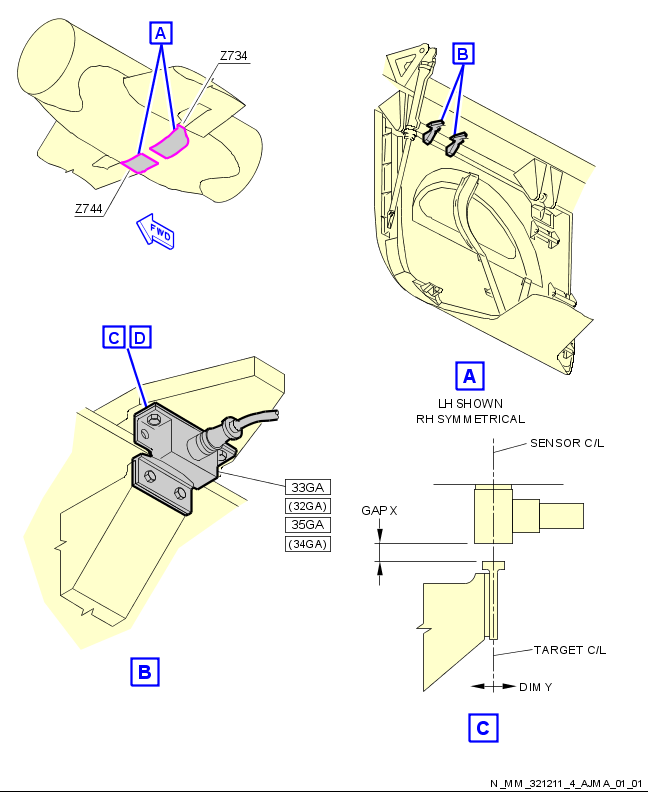 A
Z734
Z744
FWD
B
A
LH SHOWN
RH SYMMETRICAL
C D
33GA
(32GA)
35GA
(34GA)
B
SENSOR C/L
GAP X
TARGET C/L
DIM Y
C
N_MM_321211_4_AJMA_01_01